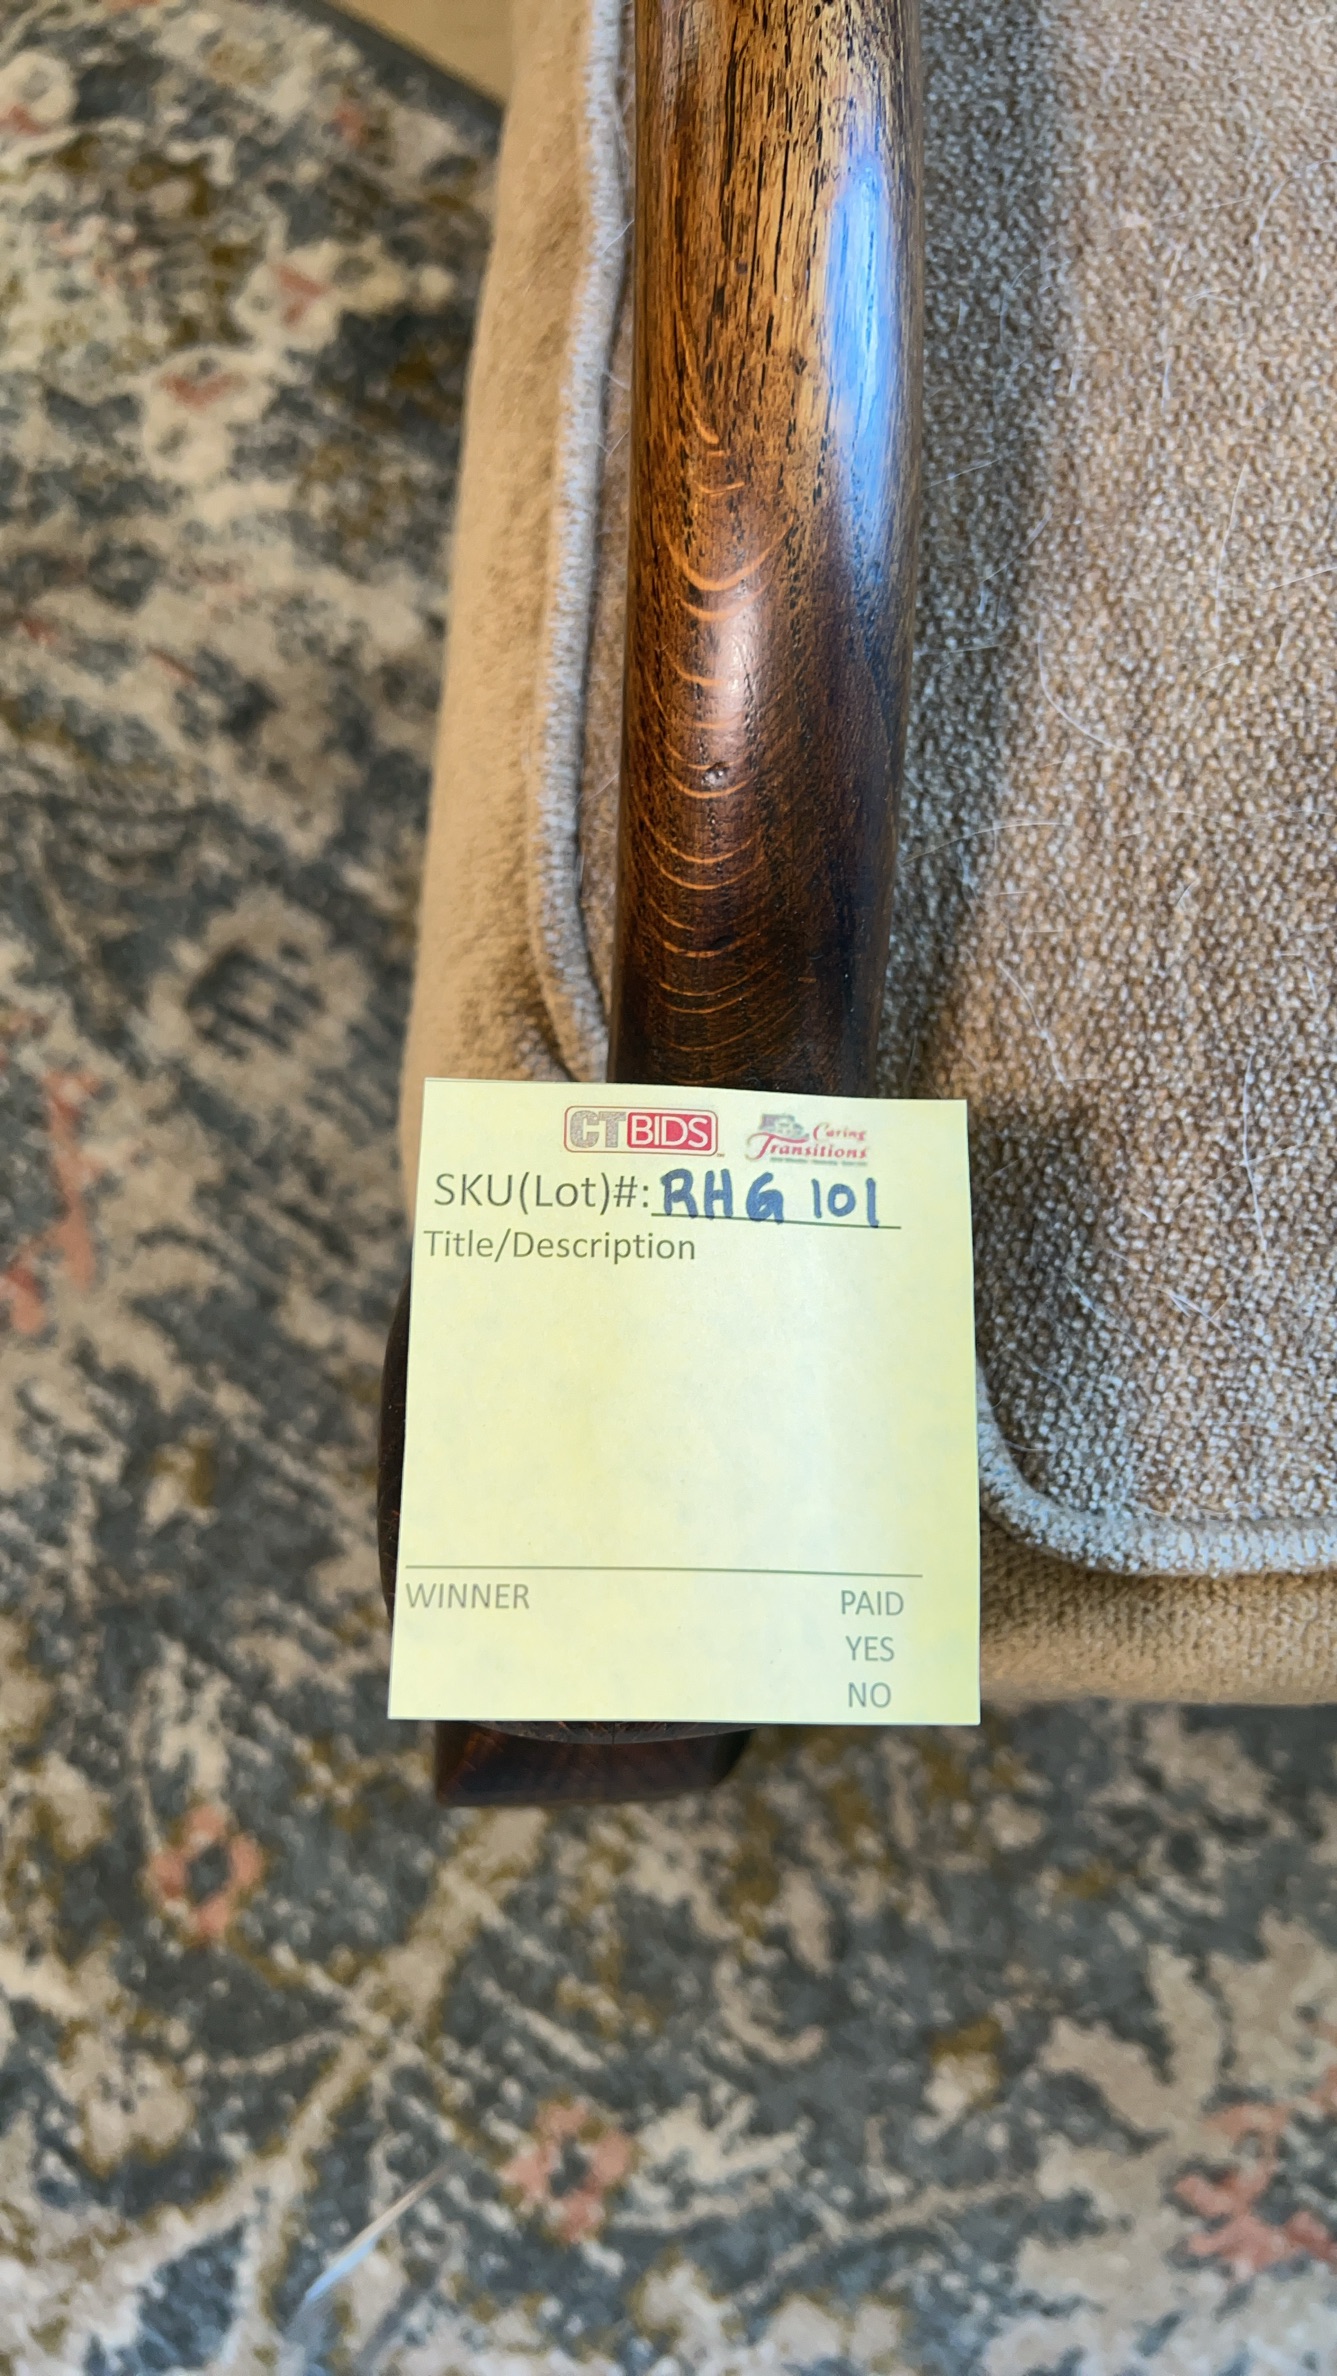 CTBIDS
Caring
Transitions
SKU(Lot)#: RHG 101
Title/Description
WINNER
PAID
YES
NO